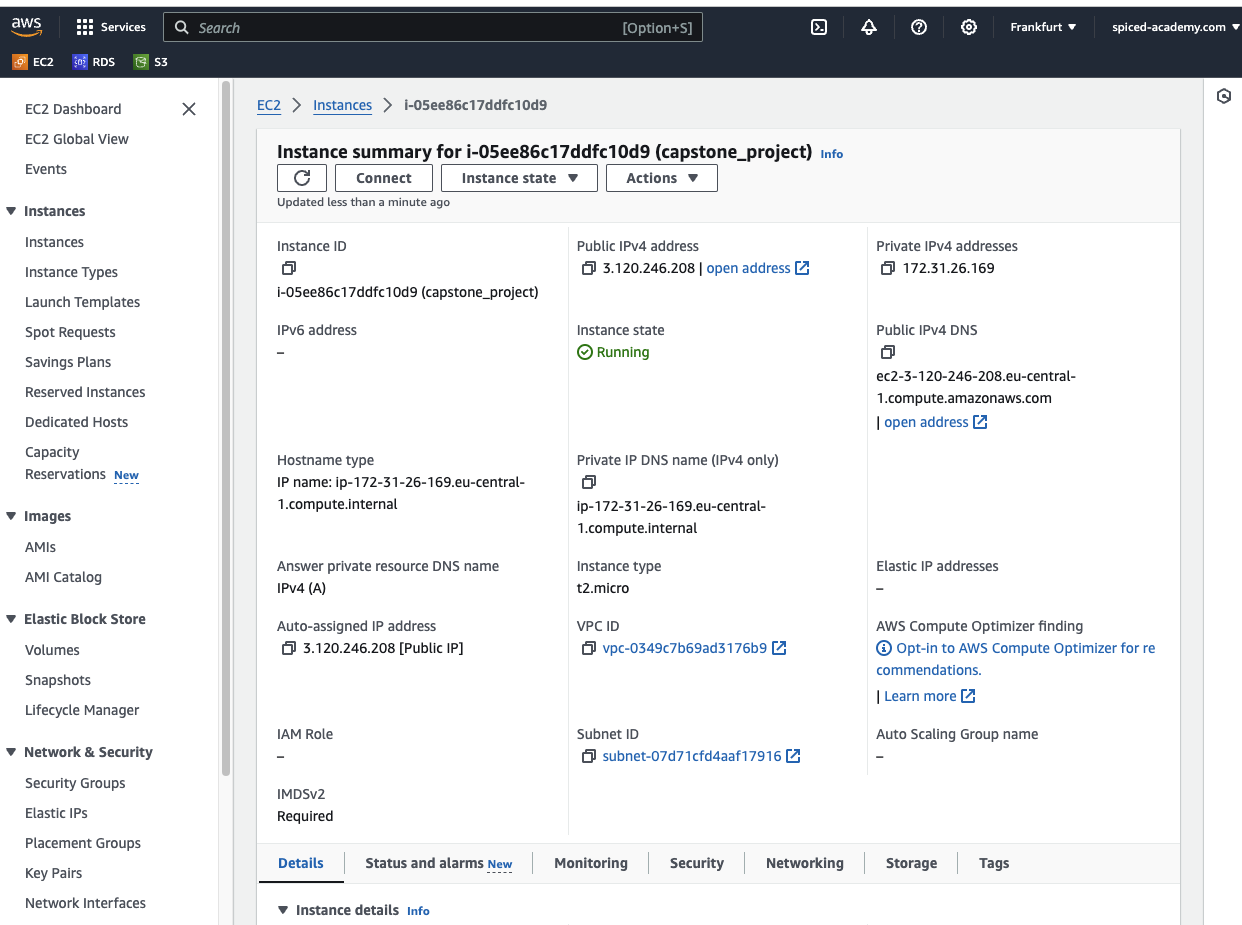 aws
Services
Search
[Option+S]
Frankfurt
spiced-academy.com
EC2
RDS
S3
EC2 Dashboard
EC2 Global View
Events
Instances
Instances
Instance Types
Launch Templates
Spot Requests
Savings Plans
Reserved Instances
Dedicated Hosts
Capacity
Reservations New
Images
AMIs
AMI Catalog
Elastic Block Store
Volumes
Snapshots
Lifecycle Manager
Network & Security
Security Groups
Elastic IPs
Placement Groups
Key Pairs
Network Interfaces
EC2 > Instances > i-05ee86c17ddfc10d9
Instance summary for i-05ee86c17ddfc10d9 (capstone_project) Info
Connect
Instance state
Actions
Updated less than a minute ago
Instance ID
i-05ee86c17ddfc10d9 (capstone_project)
Public IPv4 address
3.120.246.208 | open address
Private IPv4 addresses
172.31.26.169
IPv6 address
–
Instance state
Running
Public IPv4 DNS
ec2-3-120-246-208.eu-central-
1.compute.amazonaws.com
| open address
Hostname type
IP name: ip-172-31-26-169.eu-central-
1.compute.internal
Private IP DNS name (IPv4 only)
ip-172-31-26-169.eu-central-
1.compute.internal
Answer private resource DNS name
IPv4 (A)
Instance type
t2.micro
Elastic IP addresses
–
Auto-assigned IP address
3.120.246.208 [Public IP]
VPC ID
vpc-0349c7b69ad3176b9
AWS Compute Optimizer finding
Opt-in to AWS Compute Optimizer for re
commendations.
| Learn more
IAM Role
–
Subnet ID
subnet-07d71cfd4aaf17916
Auto Scaling Group name
–
IMDSv2
Required
Details
Status and alarms New
Monitoring
Security
Networking
Storage
Tags
Instance details Info